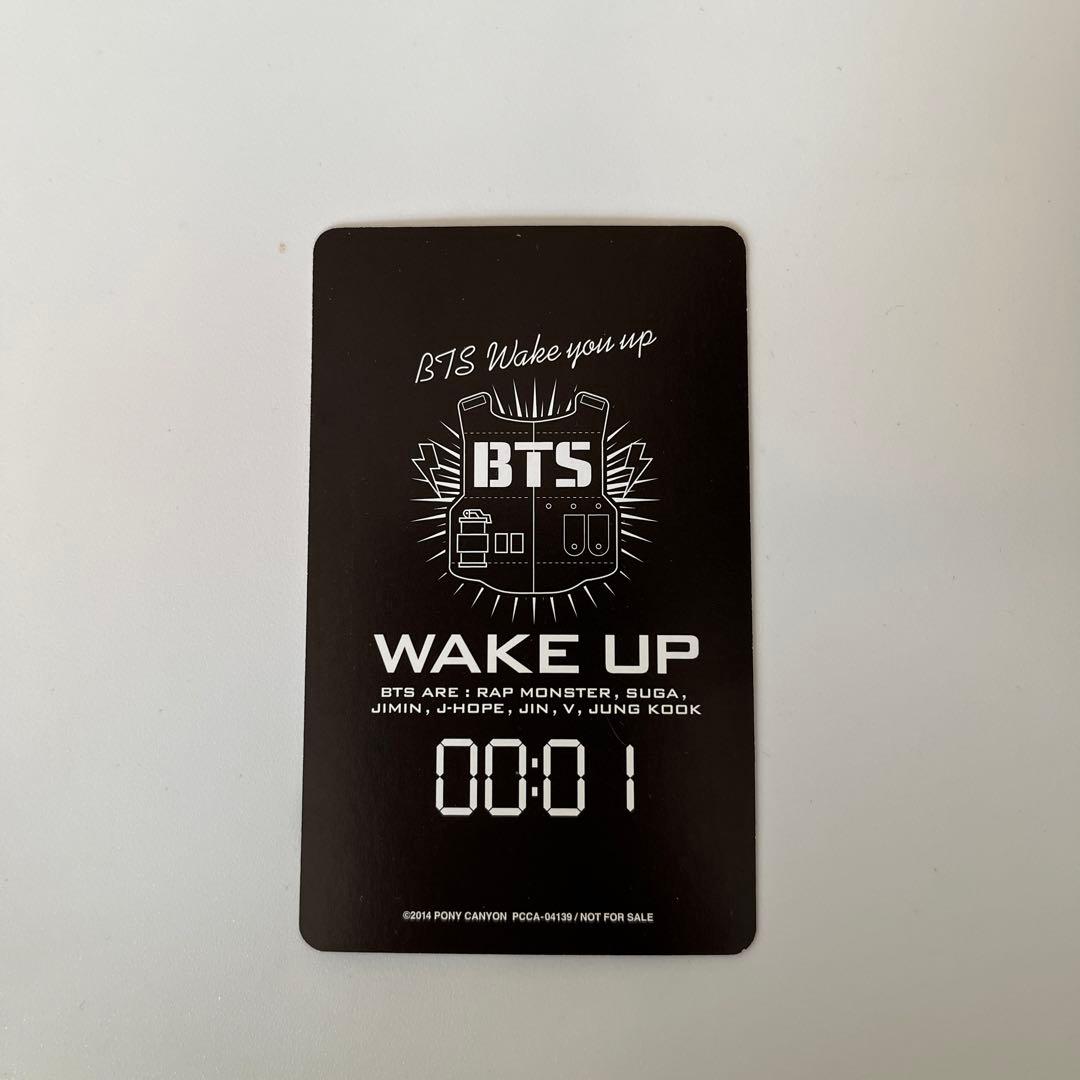 BTS Wake you up
BTS
WAKE UP
BTS ARE : RAP MONSTER, SUGA,
JIMIN, J-HOPE, JIN, V, JUNG KOOK
00:01
©2014 PONY CANYON PCCA-04139 / NOT FOR SALE